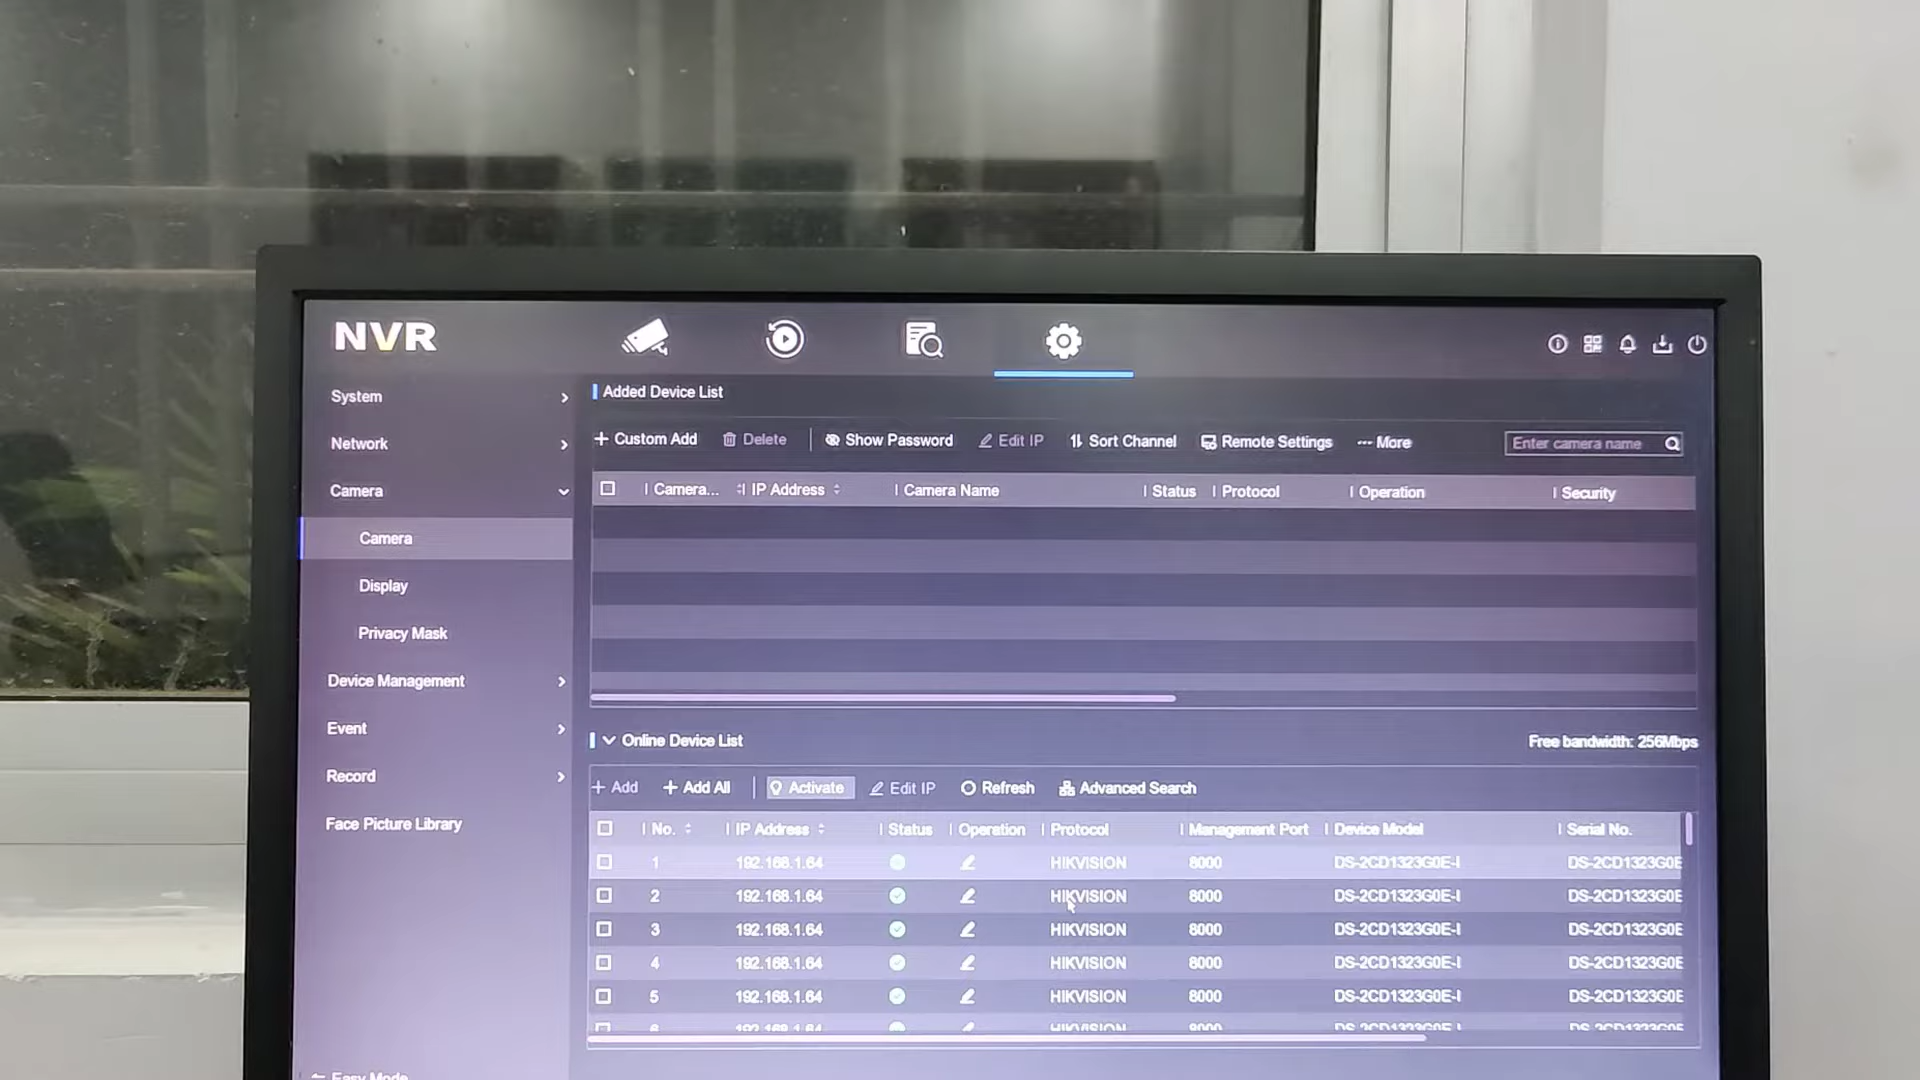 NVR
System
Network
Camera
Camera
Display
Privacy Mask
Device Management
Event
Record
Face Picture Library
Easy Mode
Added Device List
+ Custom Add Delete Show Password Edit IP Sort Channel Remote Settings ··· More Enter camera name
Camera... IP Address Camera Name Status Protocol Operation Security
Online Device List Free bandwidth: 256Mbps
+ Add + Add All Activate Edit IP Refresh Advanced Search
No. IP Address Status Operation Protocol Management Port Device Model Serial No.
1 192.168.1.64 HIKVISION 8000 DS-2CD1323G0E-I DS-2CD1323G0E
2 192.168.1.64 HIKVISION 8000 DS-2CD1323G0E-I DS-2CD1323G0E
3 192.168.1.64 HIKVISION 8000 DS-2CD1323G0E-I DS-2CD1323G0E
4 192.168.1.64 HIKVISION 8000 DS-2CD1323G0E-I DS-2CD1323G0E
5 192.168.1.64 HIKVISION 8000 DS-2CD1323G0E-I DS-2CD1323G0E